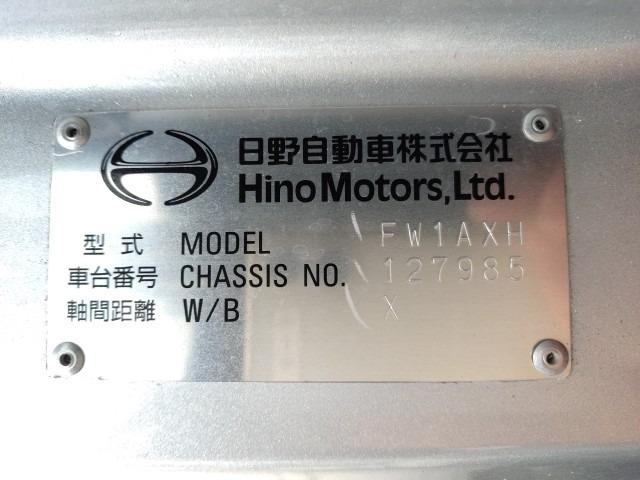 日野自動車株式会社
Hino Motors, Ltd.
型式 MODEL FW1AXH
車台番号 CHASSIS NO. 127985
軸間距離 W/B X